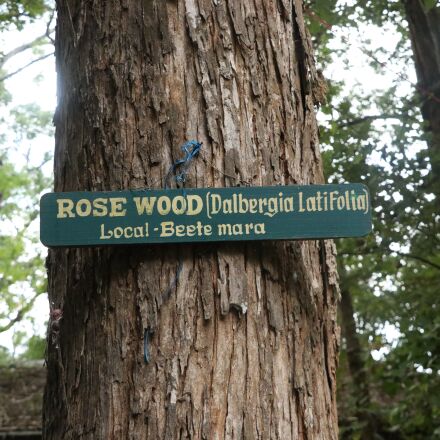 ROSE WOOD (Dalbergia Latifolia)
Local - Beete mara